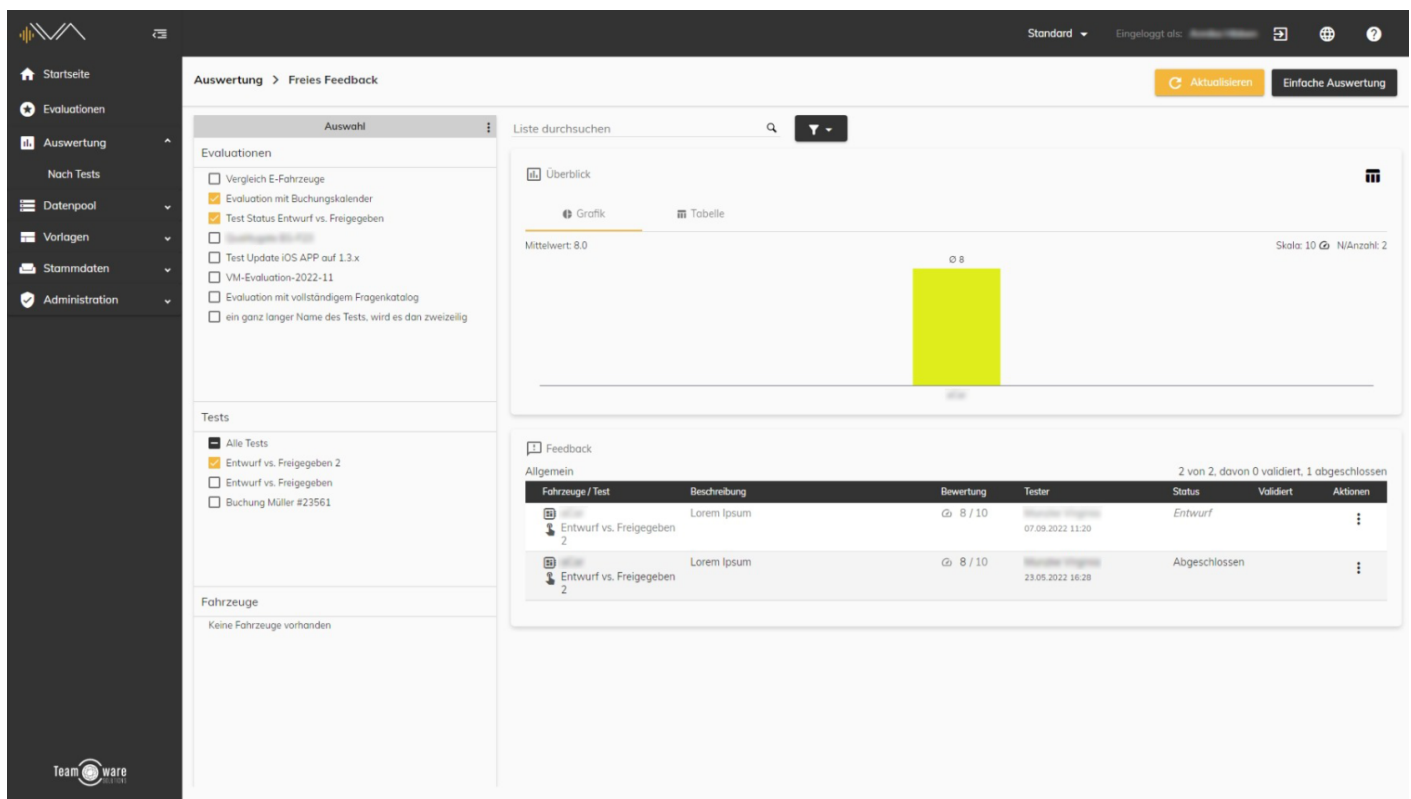 Standard
Eingeloggt als:
Startseite
Evaluationen
Auswertung
Nach Tests
Datenpool
Vorlagen
Stammdaten
Administration
Team ware
Auswertung > Freies Feedback
Aktualisieren
Einfache Auswertung
Auswahl
Evaluationen
Vergleich E-Fahrzeuge
Evaluation mit Buchungskalender
Test Status Entwurf vs. Freigegeben
Test Update iOS APP auf 1.3.x
VM-Evaluation-2022-11
Evaluation mit vollständigem Fragenkatalog
ein ganz langer Name des Tests, wird es dan zweizeilig
Tests
Alle Tests
Entwurf vs. Freigegeben 2
Entwurf vs. Freigegeben
Buchung Müller #23561
Fahrzeuge
Keine Fahrzeuge vorhanden
Liste durchsuchen
Überblick
Grafik Tabelle
Mittelwert: 8.0 Skala: 10 N/Anzahl: 2
Ø 8
Feedback
Allgemein 2 von 2, davon 0 validiert, 1 abgeschlossen
Fahrzeuge / Test Beschreibung Bewertung Tester Status Validiert Aktionen
Lorem Ipsum 8 / 10 Entwurf
Entwurf vs. Freigegeben 07.09.2022 11:20
2
Lorem Ipsum 8 / 10 Abgeschlossen
Entwurf vs. Freigegeben 23.05.2022 16:28
2